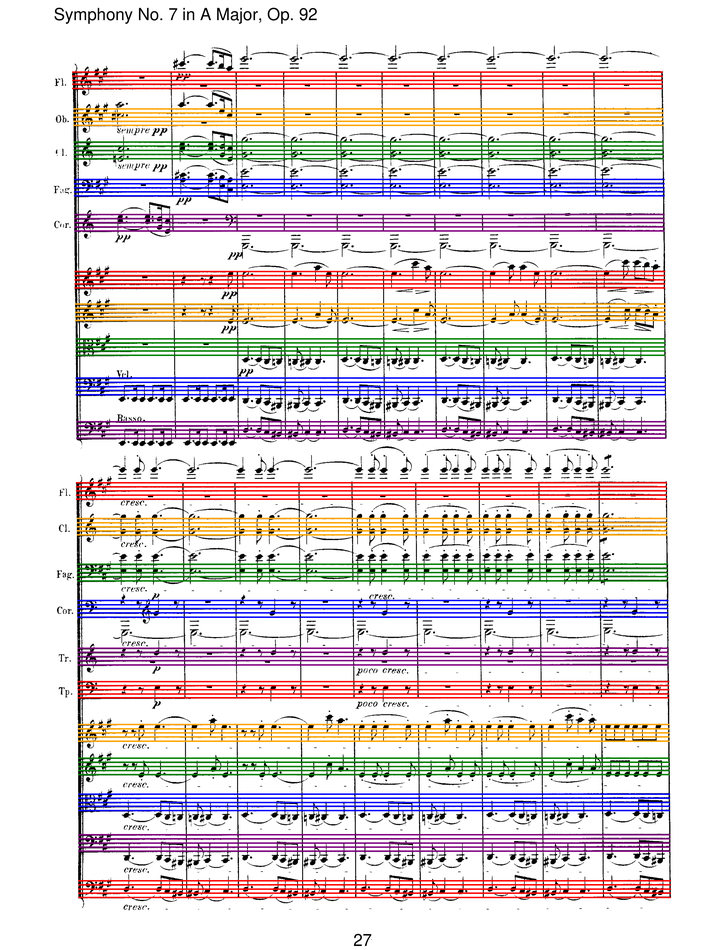 Symphony No. 7 in A Major, Op. 92
pp
Fl.
Ob.
sempre pp
Cl.
sempre pp
Fag.
pp
Cor.
pp
pp
pp
pp
pp
Vcl.
Basso.
Fl.
cresc.
Cl.
cresc.
Fag.
cresc.
p
cresc.
Cor.
cresc.
Tr.
p
poco cresc.
Tp.
p
poco cresc.
cresc.
cresc.
cresc.
cresc.
cresc.
27